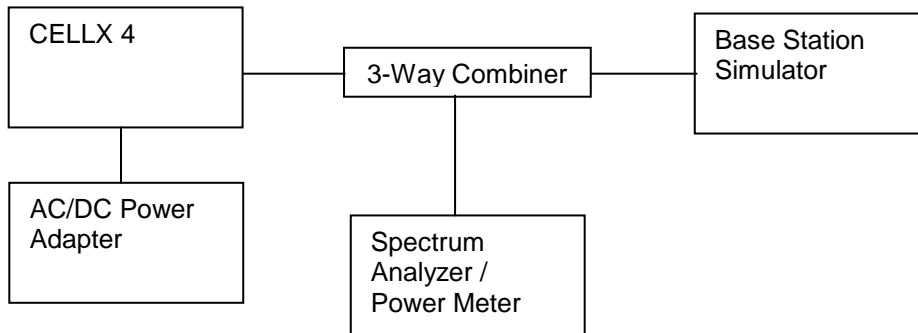 CELLX 4
3-Way Combiner
Base Station
Simulator
AC/DC Power
Adapter
Spectrum
Analyzer /
Power Meter